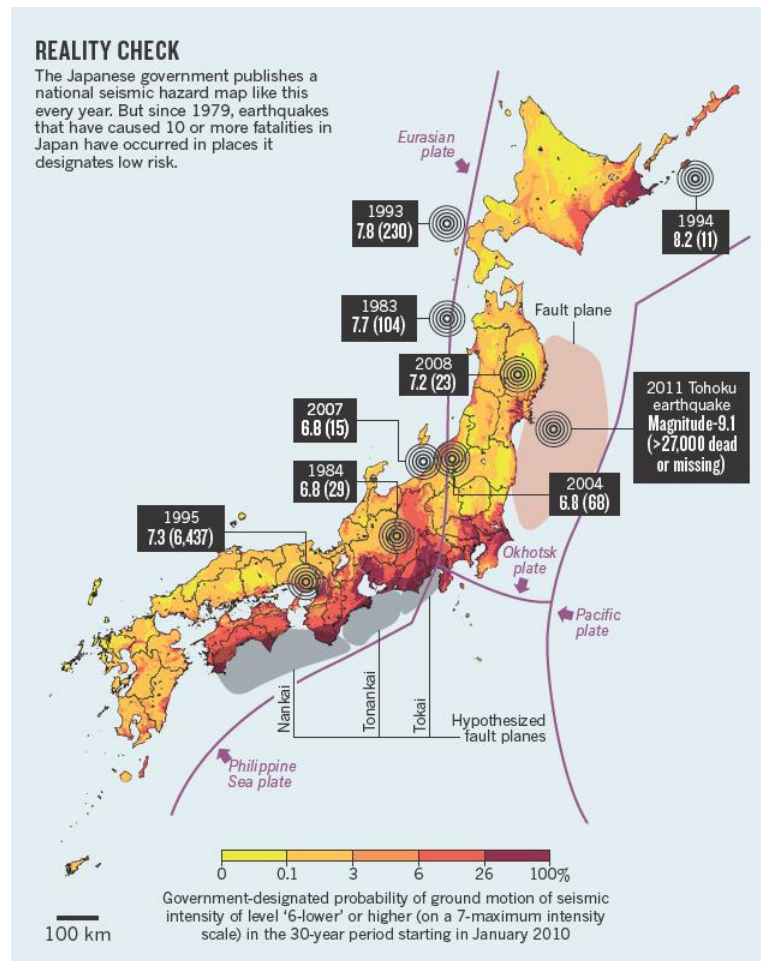 REALITY CHECK
The Japanese government publishes a
national seismic hazard map like this
every year. But since 1979, earthquakes
that have caused 10 or more fatalities in
Japan have occurred in places it
designates low risk.
Eurasian
plate
1993
7.8 (230)
1994
8.2 (11)
1983
7.7 (104)
Fault plane
2008
7.2 (23)
2011 Tohoku
earthquake
Magnitude-9.1
(>27,000 dead
or missing)
2007
6.8 (15)
1984
6.8 (29)
2004
6.8 (68)
1995
7.3 (6,437)
Okhotsk
plate
Pacific
plate
Nankai
Tonankai
Tokai
Hypothesized
fault planes
Philippine
Sea plate
0 0.1 3 6 26 100%
Government-designated probability of ground motion of seismic
intensity of level ‘6-lower’ or higher (on a 7-maximum intensity
scale) in the 30-year period starting in January 2010
100 km